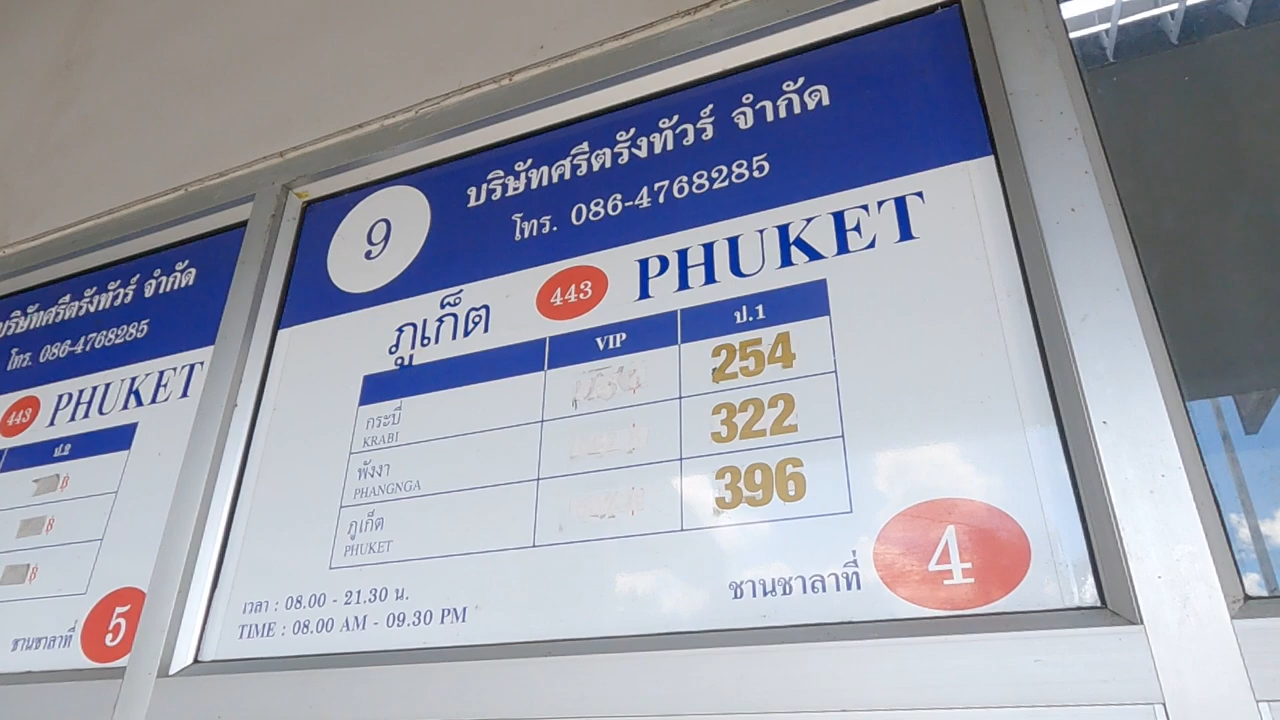 บริษัทศรีตรังทัวร์ จำกัด
โทร. 086-4768285
443 PHUKET
ป.2
฿
฿
฿
ชานชาลาที่ 5
9
บริษัทศรีตรังทัวร์ จำกัด
โทร. 086-4768285
ภูเก็ต 443 PHUKET
VIP ป.1
กระบี่
KRABI
254
พังงา
PHANGNGA
322
ภูเก็ต
PHUKET
396
เวลา : 08.00 - 21.30 น.
TIME : 08.00 AM - 09.30 PM
ชานชาลาที่ 4